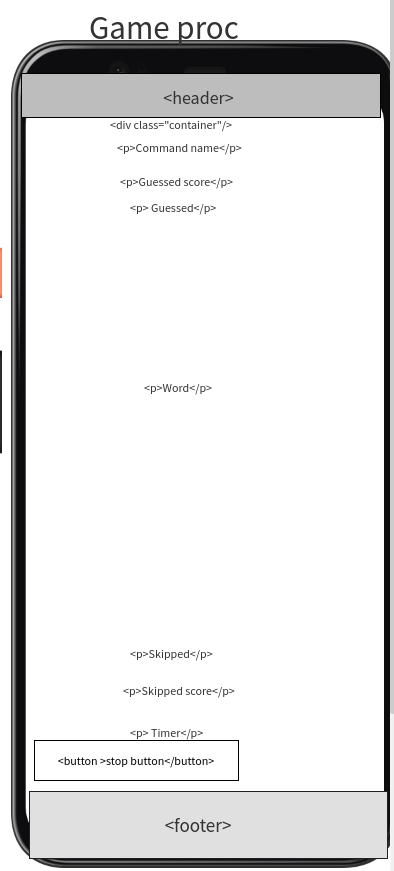 Game proc
<header>
<div class="container"/>
<p>Command name</p>
<p>Guessed score</p>
<p> Guessed</p>
<p>Word</p>
<p>Skipped</p>
<p>Skipped score</p>
<p> Timer</p>
<button >stop button</button>
<footer>